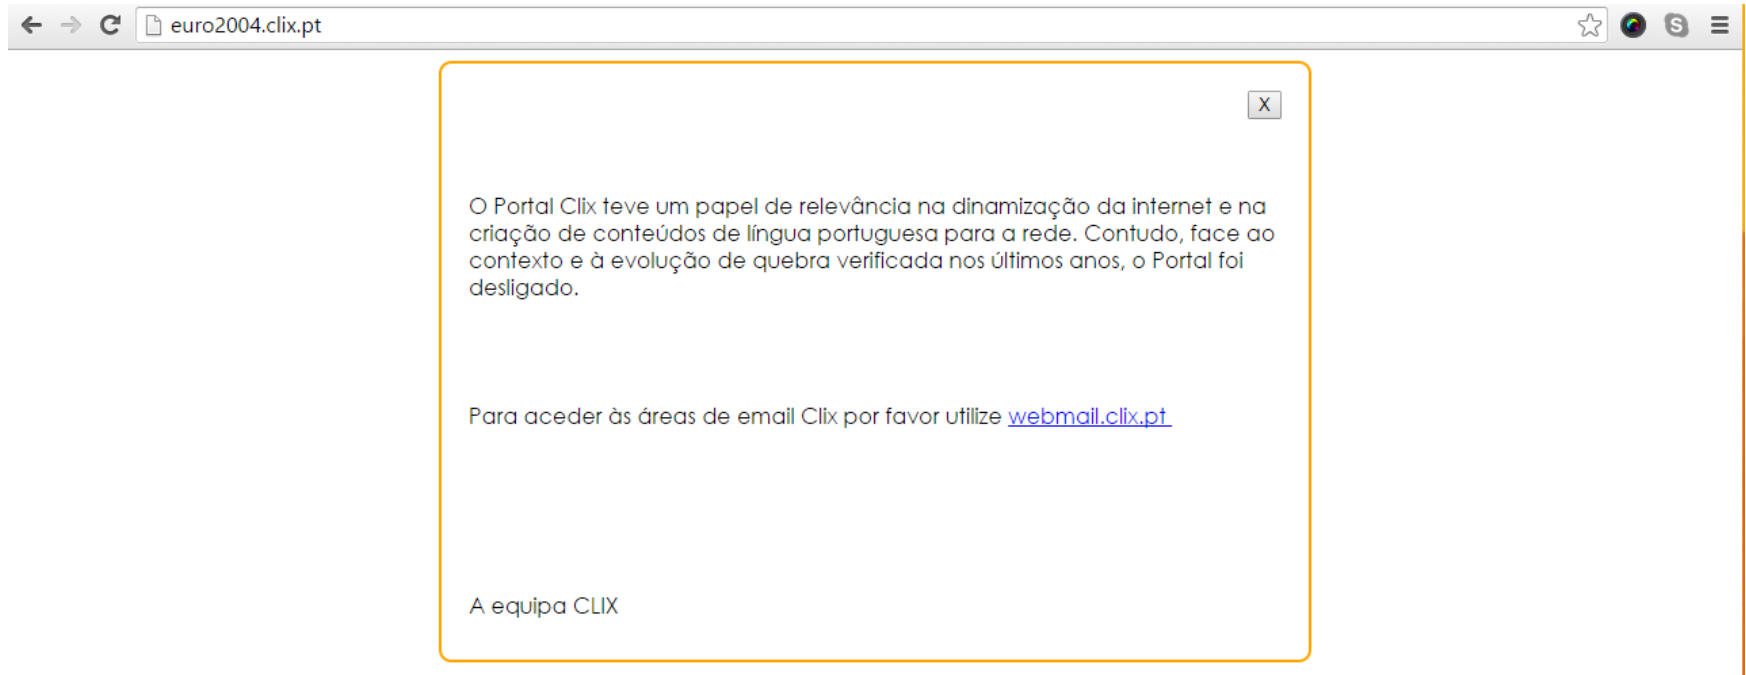 euro2004.clix.pt
X
O Portal Clix teve um papel de relevância na dinamização da internet e na
criação de conteúdos de língua portuguesa para a rede. Contudo, face ao
contexto e à evolução de quebra verificada nos últimos anos, o Portal foi
desligado.
Para aceder às áreas de email Clix por favor utilize webmail.clix.pt
A equipa CLIX